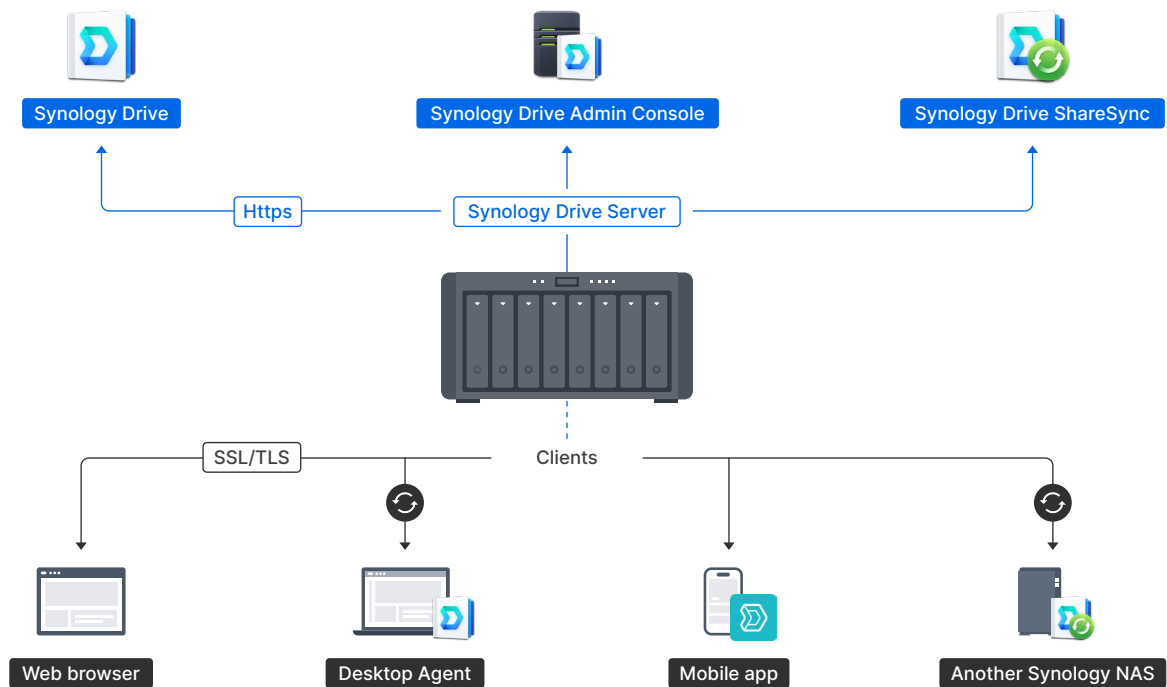 Synology Drive
Synology Drive Admin Console
Synology Drive ShareSync
Https
Synology Drive Server
SSL/TLS
Clients
Web browser
Desktop Agent
Mobile app
Another Synology NAS